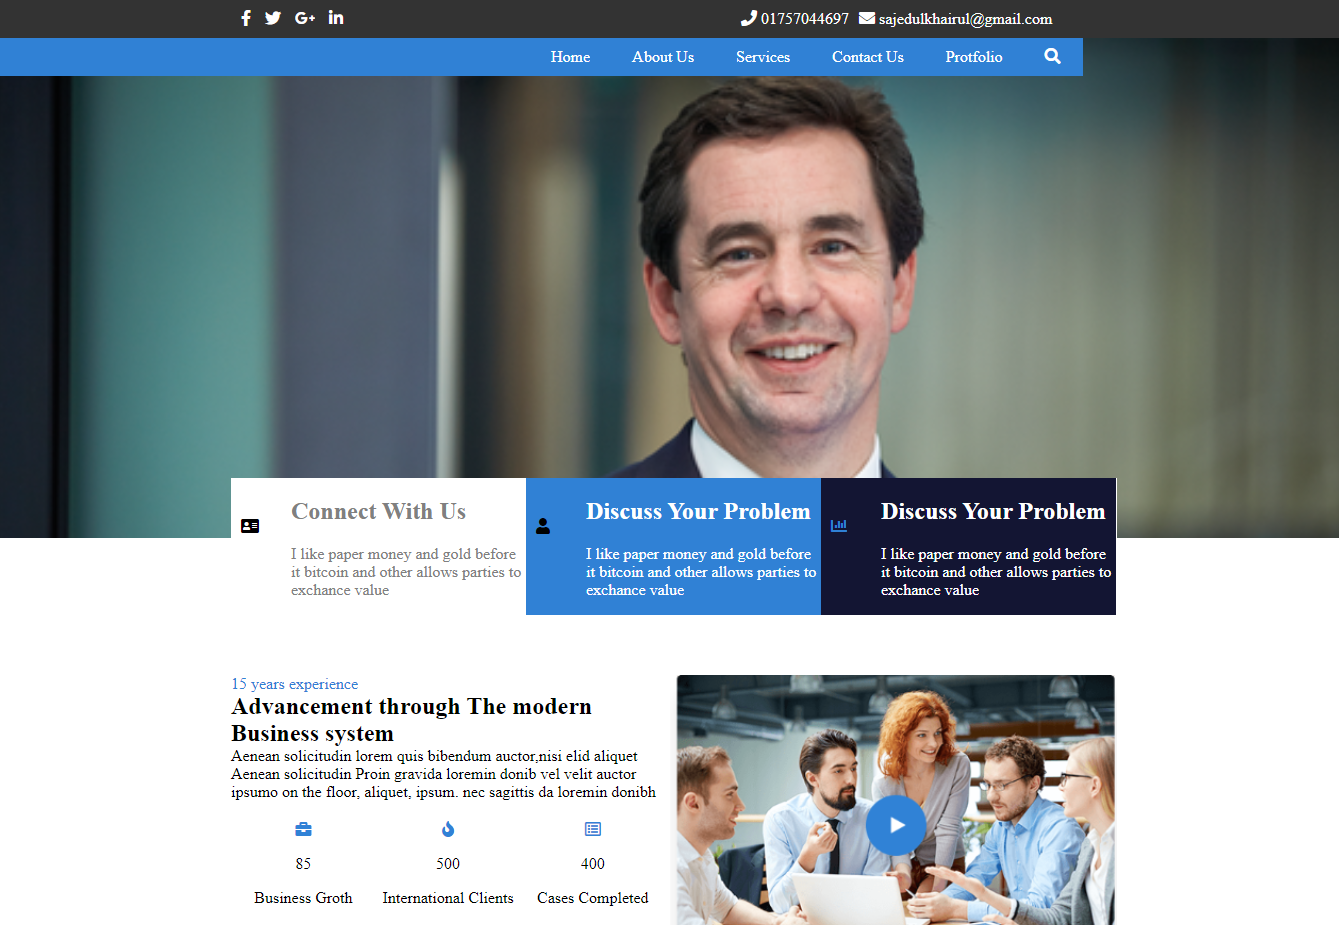 01757044697 sajedulkhairul@gmail.com
Home About Us Services Contact Us Protfolio
Connect With Us
I like paper money and gold before
it bitcoin and other allows parties to
exchance value
Discuss Your Problem
I like paper money and gold before
it bitcoin and other allows parties to
exchance value
Discuss Your Problem
I like paper money and gold before
it bitcoin and other allows parties to
exchance value
15 years experience
Advancement through The modern
Business system
Aenean solicitudin lorem quis bibendum auctor,nisi elid aliquet
Aenean solicitudin Proin gravida loremin donib vel velit auctor
ipsumo on the floor, aliquet, ipsum. nec sagittis da loremin donibh
85
Business Groth
500
International Clients
400
Cases Completed